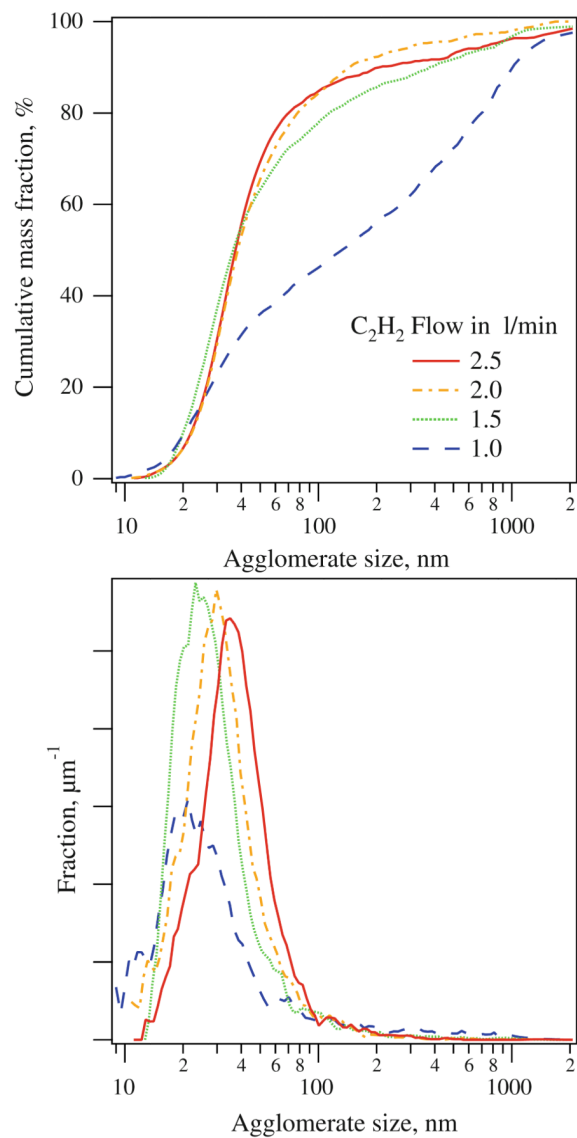 100
80
60
40
20
0
Cumulative mass fraction, %
C₂H₂ Flow in l/min
2.5
2.0
1.5
1.0
10 2 4 6 8 100 2 4 6 8 1000 2
Agglomerate size, nm
Fraction, μm⁻¹
10 2 4 6 8 100 2 4 6 8 1000 2
Agglomerate size, nm